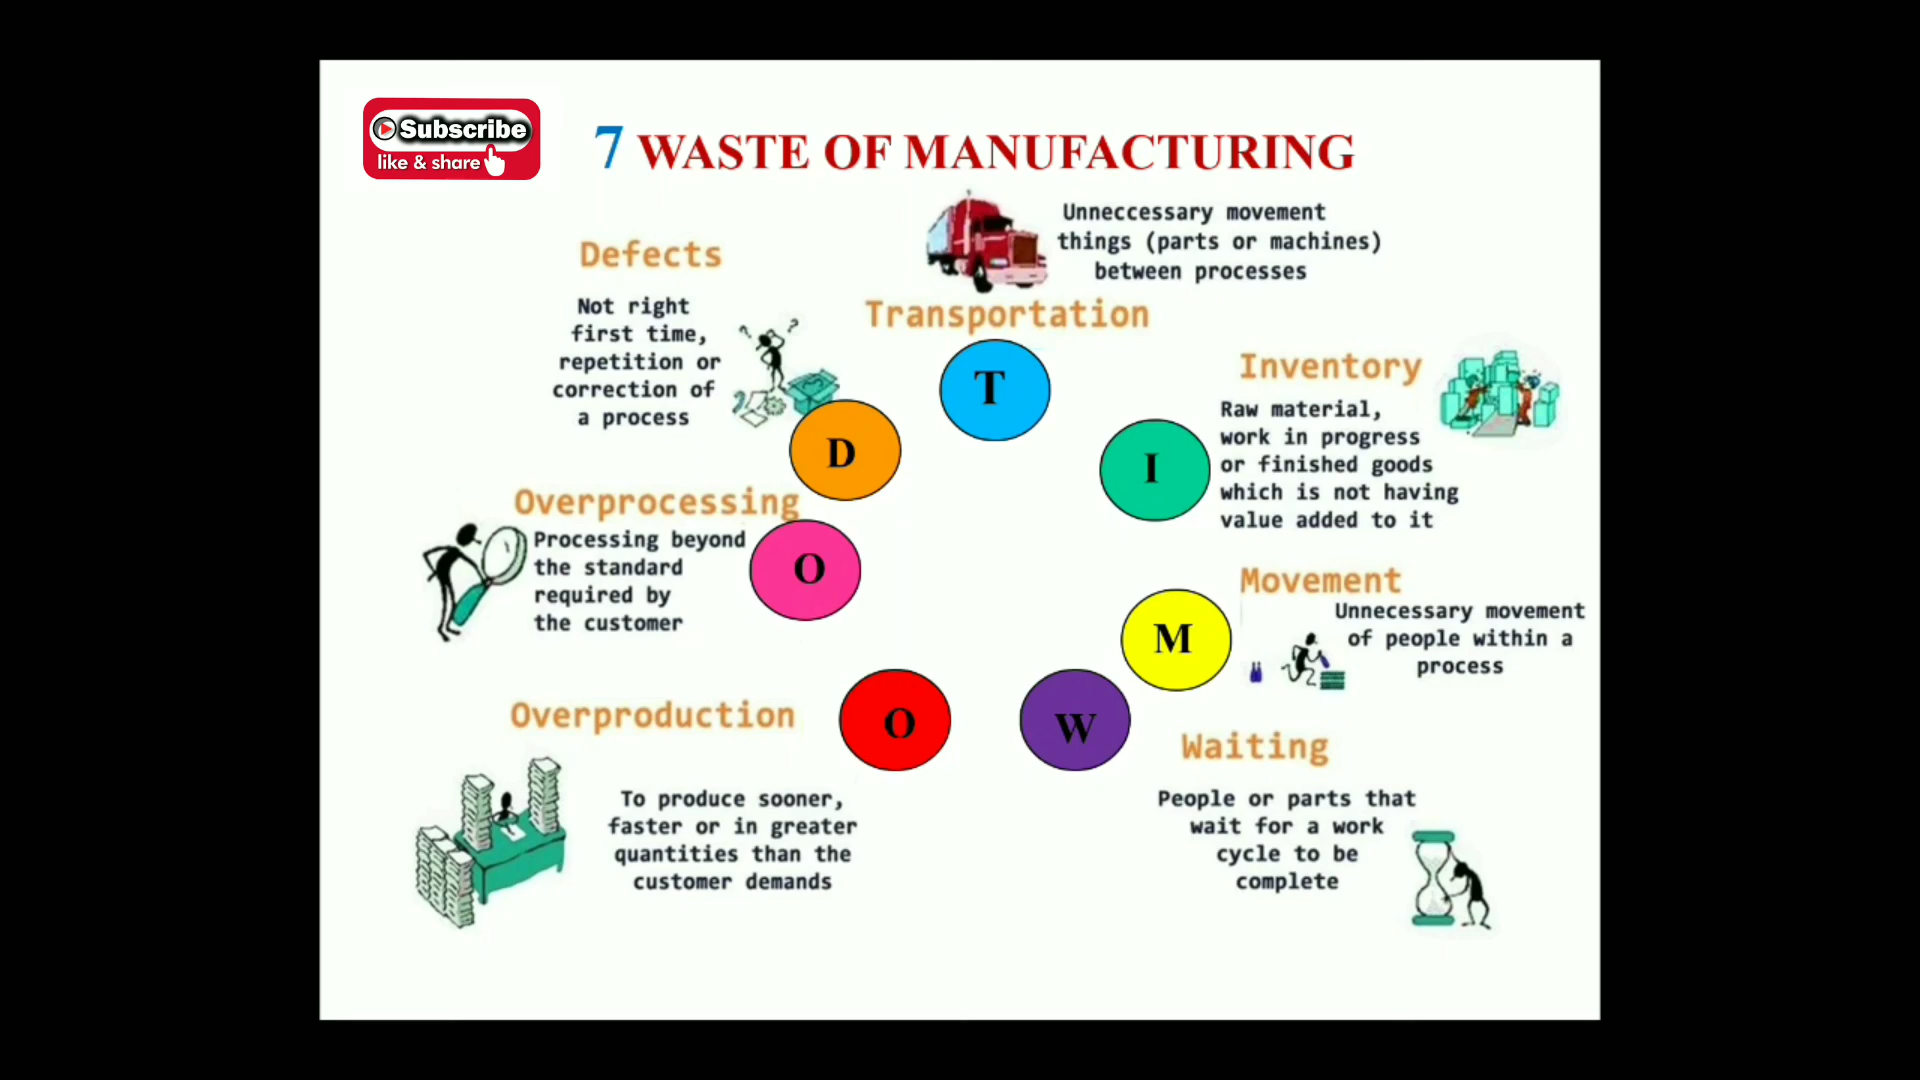 Subscribe
like & share
7 WASTE OF MANUFACTURING
Unneccessary movement
things (parts or machines)
between processes
Transportation
T
Defects
Not right
first time,
repetition or
correction of
a process
D
Inventory
Raw material,
work in progress
or finished goods
which is not having
value added to it
I
Overprocessing
Processing beyond
the standard
required by
the customer
O
Movement
Unnecessary movement
of people within a
process
M
Overproduction
To produce sooner,
faster or in greater
quantities than the
customer demands
O
W
Waiting
People or parts that
wait for a work
cycle to be
complete